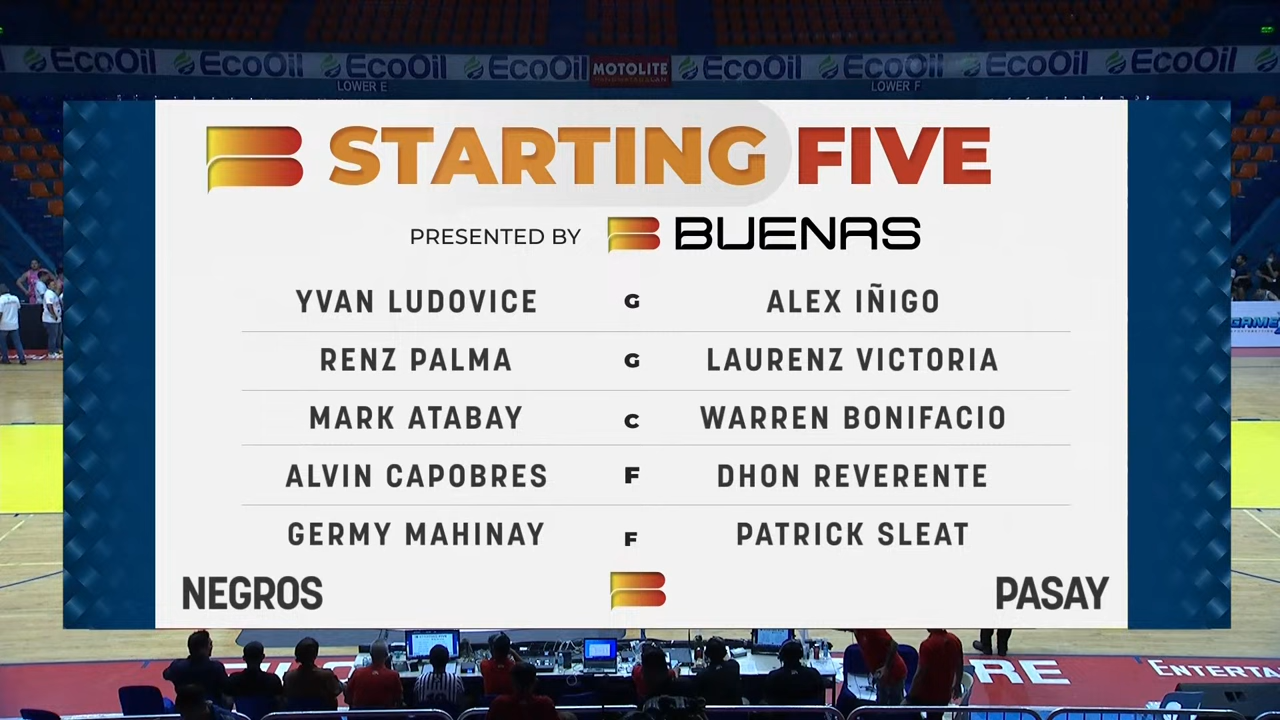 EcoOil EcoOil EcoOil EcoOil MOTOLITE EcoOil EcoOil EcoOil EcoOil
LOWER E LOWER F
STARTING FIVE
PRESENTED BY BUENAS
YVAN LUDOVICE G ALEX IÑIGO
RENZ PALMA G LAURENZ VICTORIA
MARK ATABAY C WARREN BONIFACIO
ALVIN CAPOBRES F DHON REVERENTE
GERMY MAHINAY F PATRICK SLEAT
NEGROS PASAY